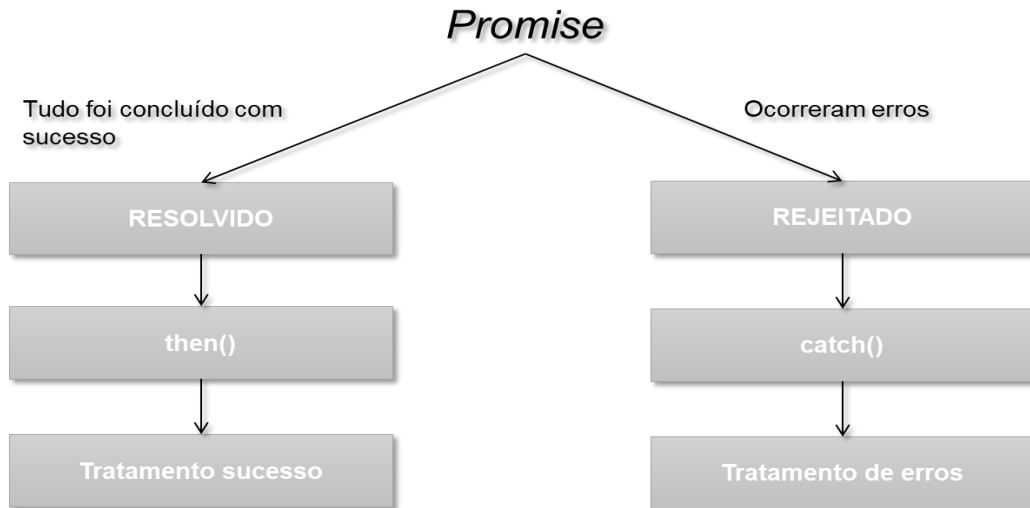 Promise
Tudo foi concluído com
sucesso
Ocorreram erros
RESOLVIDO
REJEITADO
then()
catch()
Tratamento sucesso
Tratamento de erros